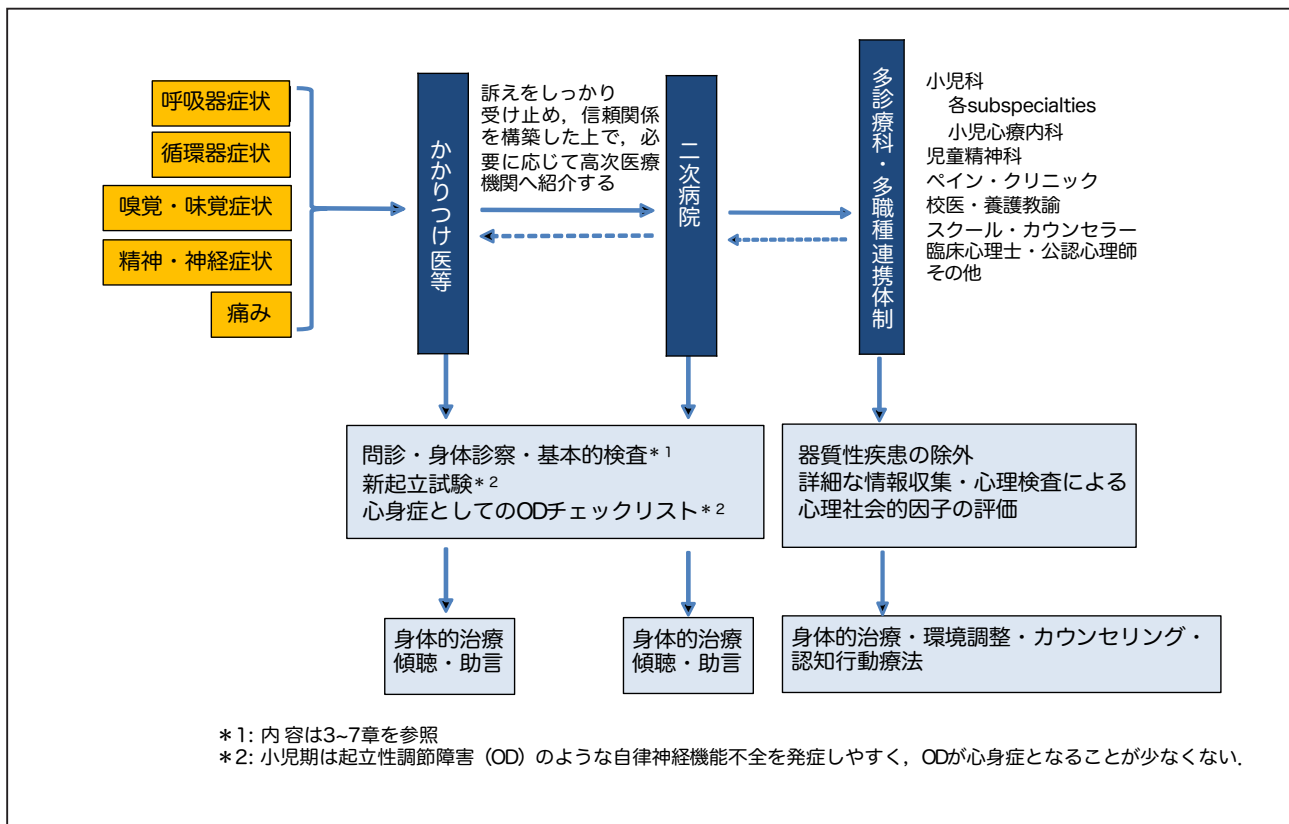 呼吸器症状
循環器症状
嗅覚・味覚症状
精神・神経症状
痛み
かかりつけ医等
訴えをしっかり
受け止め，信頼関係
を構築した上で，必
要に応じて高次医療
機関へ紹介する
二次病院
多診療科・多職種連携体制
小児科
各subspecialties
小児心療内科
児童精神科
ペイン・クリニック
校医・養護教諭
スクール・カウンセラー
臨床心理士・公認心理師
その他
問診・身体診察・基本的検査＊1
新起立試験＊2
心身症としてのODチェックリスト＊2
器質性疾患の除外
詳細な情報収集・心理検査による
心理社会的因子の評価
身体的治療
傾聴・助言
身体的治療
傾聴・助言
身体的治療・環境調整・カウンセリング・
認知行動療法
＊1: 内 容は3~7章を参照
＊2: 小児期は起立性調節障害（OD）のような自律神経機能不全を発症しやすく，ODが心身症となることが少なくない．